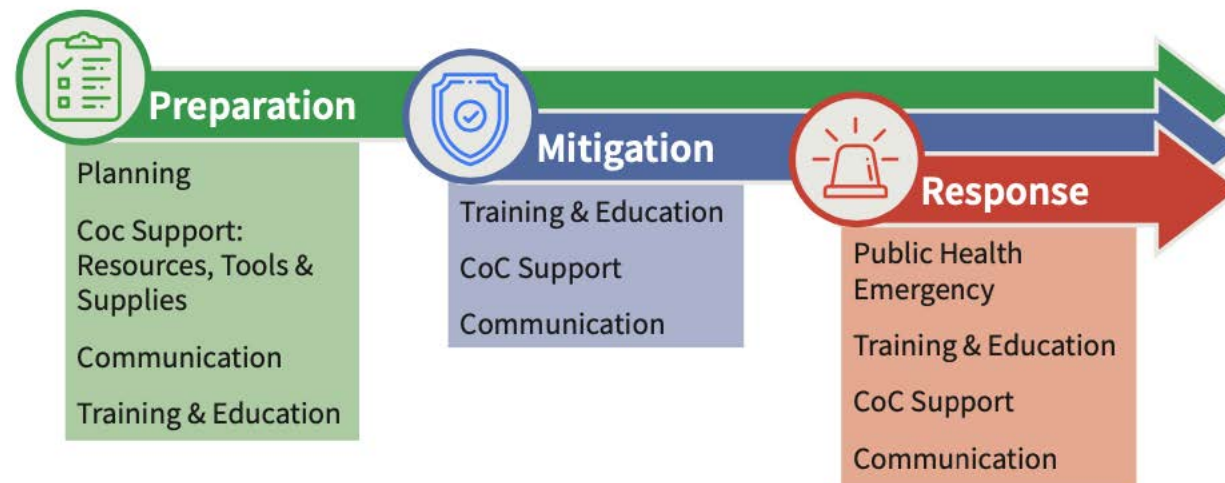 Preparation
Planning
Coc Support:
Resources, Tools &
Supplies
Communication
Training & Education
Mitigation
Training & Education
CoC Support
Communication
Response
Public Health
Emergency
Training & Education
CoC Support
Communication